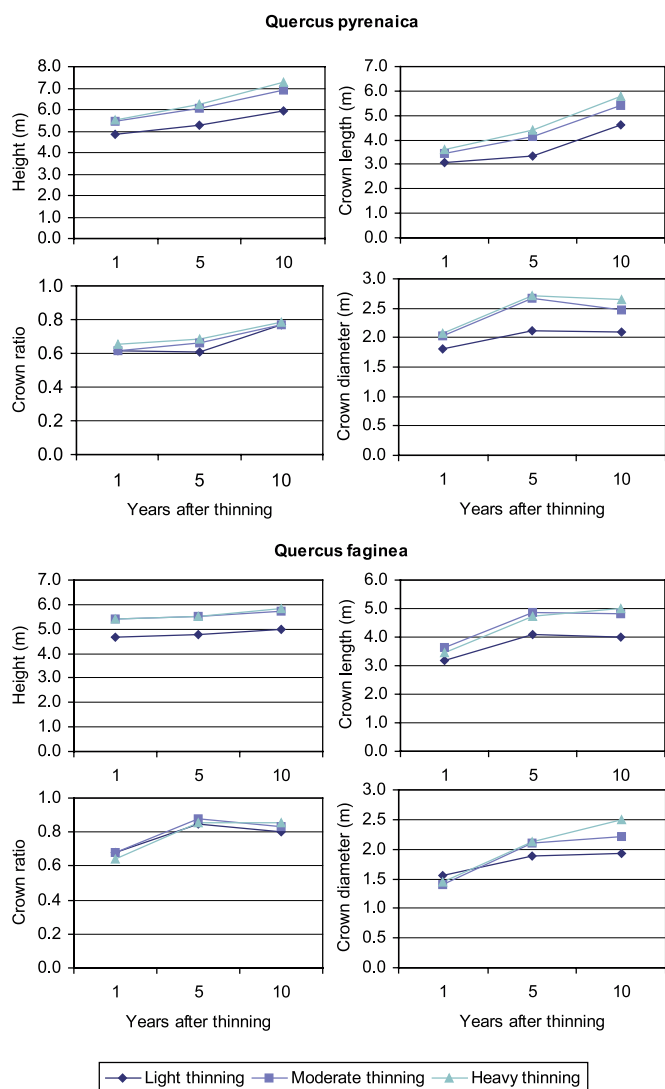 Quercus pyrenaica
Height (m)
8.0
7.0
6.0
5.0
4.0
3.0
2.0
1.0
0.0
1 5 10
Crown length (m)
7.0
6.0
5.0
4.0
3.0
2.0
1.0
0.0
1 5 10
Crown ratio
1.0
0.8
0.6
0.4
0.2
0.0
1 5 10
Years after thinning
Crown diameter (m)
3.0
2.5
2.0
1.5
1.0
0.5
0.0
1 5 10
Years after thinning
Quercus faginea
Height (m)
7.0
6.0
5.0
4.0
3.0
2.0
1.0
0.0
1 5 10
Crown length (m)
6.0
5.0
4.0
3.0
2.0
1.0
0.0
1 5 10
Crown ratio
1.0
0.8
0.6
0.4
0.2
0.0
1 5 10
Years after thinning
Crown diameter (m)
3.0
2.5
2.0
1.5
1.0
0.5
0.0
1 5 10
Years after thinning
Light thinning Moderate thinning Heavy thinning